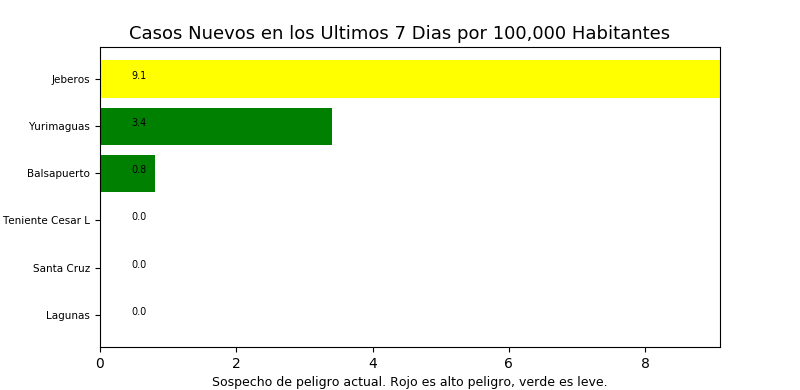 Casos Nuevos en los Ultimos 7 Dias por 100,000 Habitantes
Jeberos 9.1
Yurimaguas 3.4
Balsapuerto 0.8
Teniente Cesar L 0.0
Santa Cruz 0.0
Lagunas 0.0
0 2 4 6 8
Sospecho de peligro actual. Rojo es alto peligro, verde es leve.